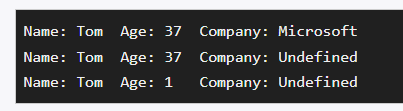 Name: Tom  Age: 37  Company: Microsoft
Name: Tom  Age: 37  Company: Undefined
Name: Tom  Age: 1   Company: Undefined